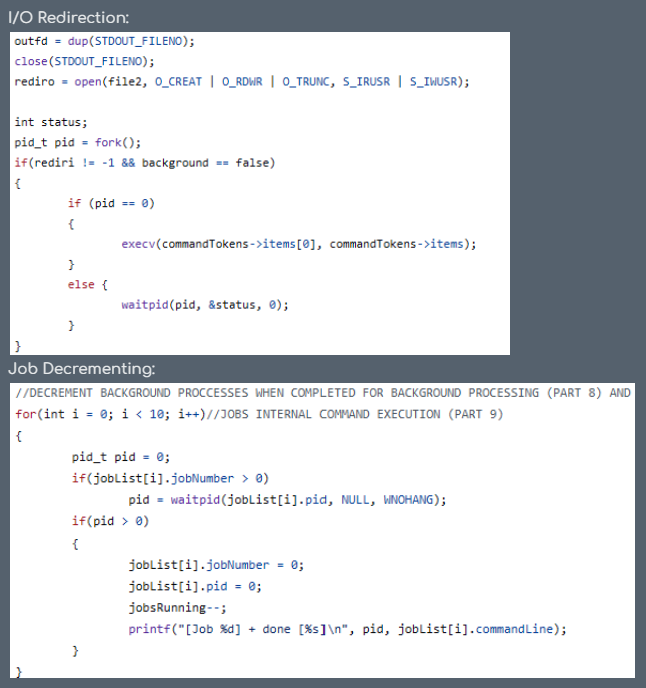 I/O Redirection:
outfd = dup(STDOUT_FILENO);
close(STDOUT_FILENO);
rediro = open(file2, O_CREAT | O_RDWR | O_TRUNC, S_IRUSR | S_IWUSR);
int status;
pid_t pid = fork();
if(rediri != -1 && background == false)
{
if (pid == 0)
{
execv(commandTokens->items[0], commandTokens->items);
}
else {
waitpid(pid, &status, 0);
}
}
Job Decrementing:
//DECREMENT BACKGROUND PROCCESSES WHEN COMPLETED FOR BACKGROUND PROCESSING (PART 8) AND
for(int i = 0; i < 10; i++)//JOBS INTERNAL COMMAND EXECUTION (PART 9)
{
pid_t pid = 0;
if(jobList[i].jobNumber > 0)
pid = waitpid(jobList[i].pid, NULL, WNOHANG);
if(pid > 0)
{
jobList[i].jobNumber = 0;
jobList[i].pid = 0;
jobsRunning--;
printf("[Job %d] + done [%s]\n", pid, jobList[i].commandLine);
}
}